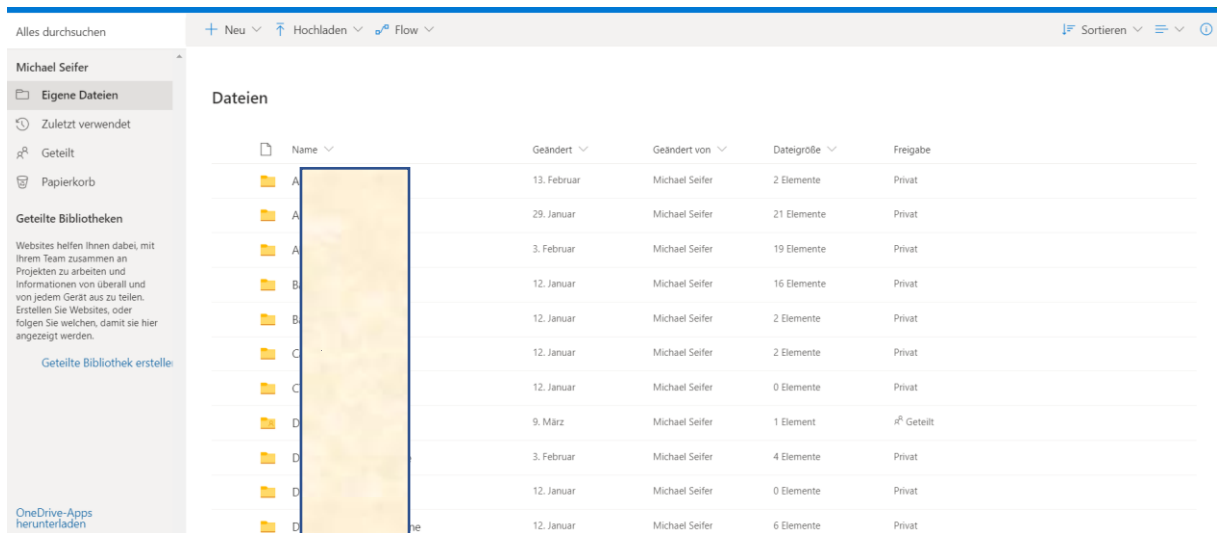 Alles durchsuchen
Neu Hochladen Flow Sortieren
Michael Seifer
Eigene Dateien
Zuletzt verwendet
Geteilt
Papierkorb
Geteilte Bibliotheken
Websites helfen Ihnen dabei, mit
Ihrem Team zusammen an
Projekten zu arbeiten und
Informationen von überall und
von jedem Gerät aus zu teilen.
Erstellen Sie Websites, oder
folgen Sie welchen, damit sie hier
angezeigt werden.
Geteilte Bibliothek
OneDrive-Apps
herunterladen
Dateien
Name Geändert Geändert von Dateigröße Freigabe
13. Februar Michael Seifer 2 Elemente Privat
29. Januar Michael Seifer 21 Elemente Privat
3. Februar Michael Seifer 19 Elemente Privat
12. Januar Michael Seifer 16 Elemente Privat
12. Januar Michael Seifer 2 Elemente Privat
12. Januar Michael Seifer 2 Elemente Privat
12. Januar Michael Seifer 0 Elemente Privat
9. März Michael Seifer 1 Element Geteilt
3. Februar Michael Seifer 4 Elemente Privat
12. Januar Michael Seifer 0 Elemente Privat
12. Januar Michael Seifer 6 Elemente Privat